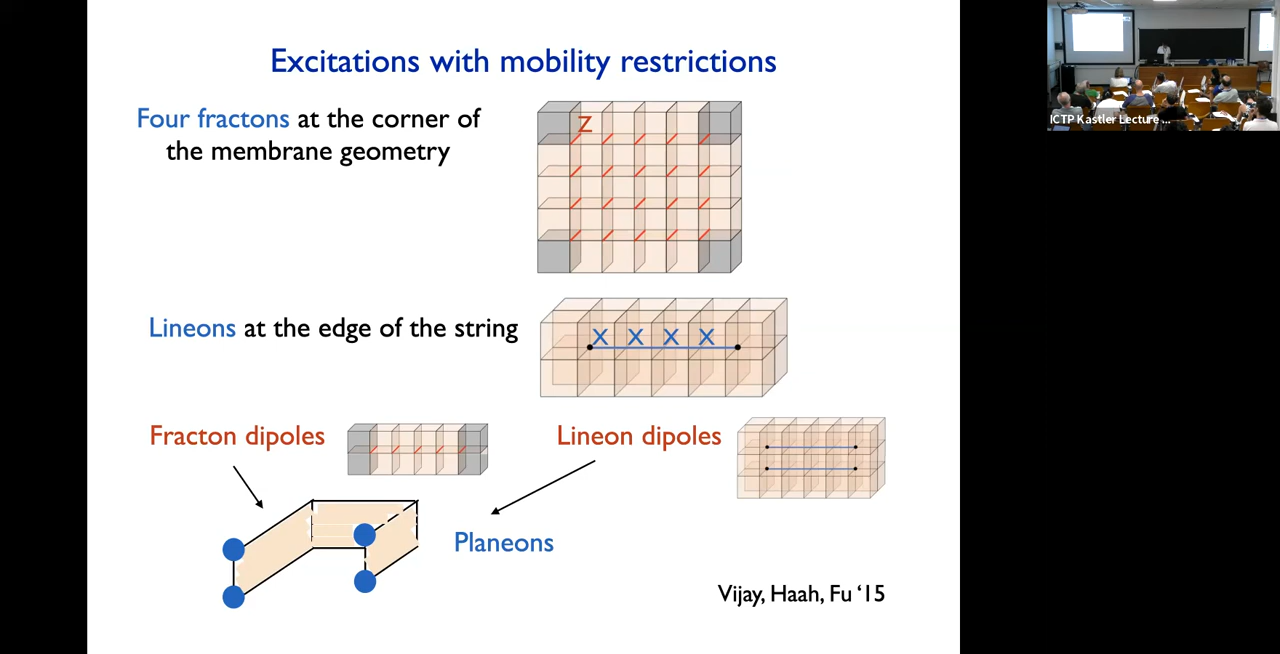 Excitations with mobility restrictions
Four fractons at the corner of
the membrane geometry
Z
Lineons at the edge of the string
X X X X
Fracton dipoles
Lineon dipoles
Planeons
Vijay, Haah, Fu ‘15
ICTP Kastler Lecture ...